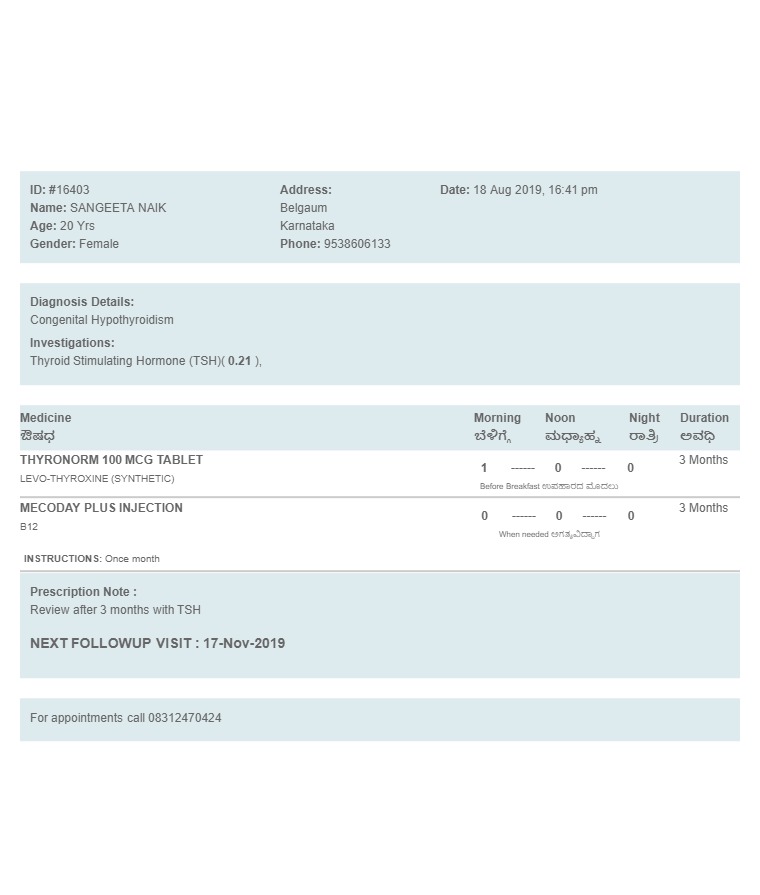 ID: #16403
Name: SANGEETA NAIK
Age: 20 Yrs
Gender: Female
Address:
Belgaum
Karnataka
Phone: 9538606133
Date: 18 Aug 2019, 16:41 pm
Diagnosis Details:
Congenital Hypothyroidism
Investigations:
Thyroid Stimulating Hormone (TSH)( 0.21 ),
Medicine Morning Noon Night Duration
ಔಷಧ ಬೆಳಿಗ್ಗೆ ಮಧ್ಯಾಹ್ನ ರಾತ್ರಿ ಅವಧಿ
THYRONORM 100 MCG TABLET 1 ------ 0 ------ 0 3 Months
LEVO-THYROXINE (SYNTHETIC) Before Breakfast ಉಪಹಾರದ ಮೊದಲು
MECODAY PLUS INJECTION 0 ------ 0 ------ 0 3 Months
B12 When needed ಅಗತ್ಯವಿದ್ದಾಗ
INSTRUCTIONS: Once month
Prescription Note :
Review after 3 months with TSH
NEXT FOLLOWUP VISIT : 17-Nov-2019
For appointments call 08312470424